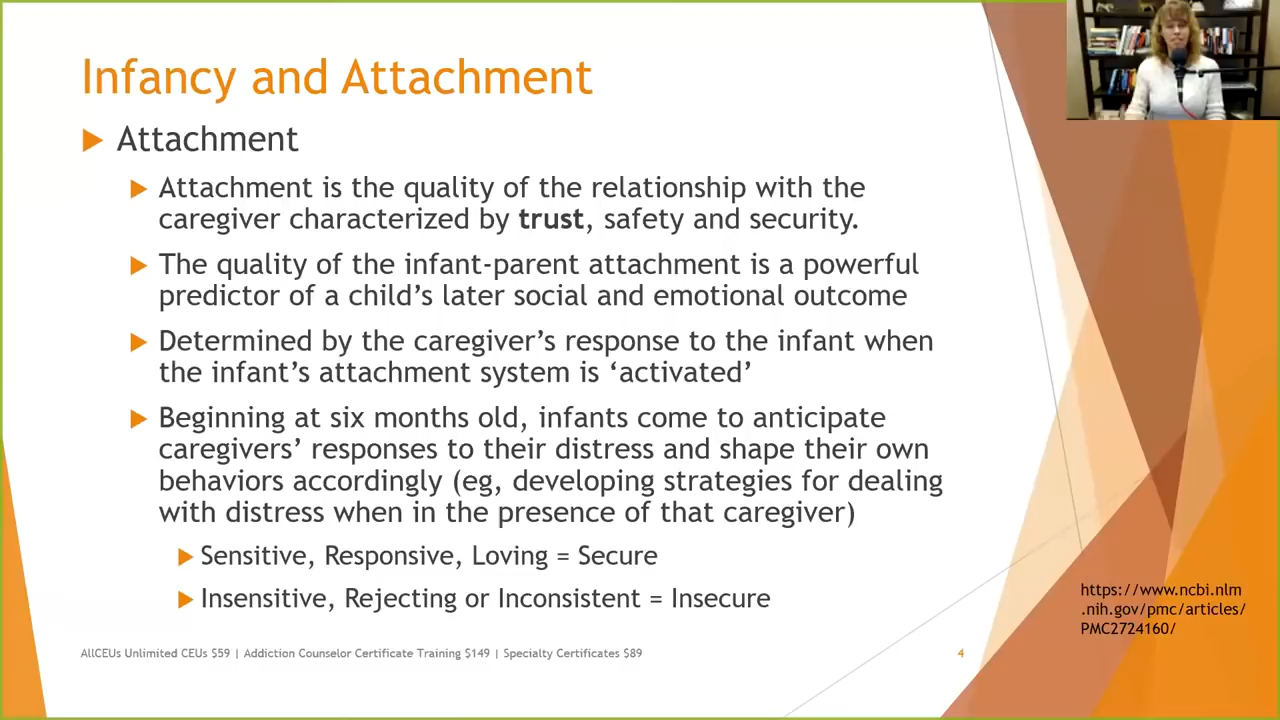 Infancy and Attachment
Attachment
Attachment is the quality of the relationship with the
caregiver characterized by trust, safety and security.
The quality of the infant-parent attachment is a powerful
predictor of a child’s later social and emotional outcome
Determined by the caregiver’s response to the infant when
the infant’s attachment system is ‘activated’
Beginning at six months old, infants come to anticipate
caregivers’ responses to their distress and shape their own
behaviors accordingly (eg, developing strategies for dealing
with distress when in the presence of that caregiver)
Sensitive, Responsive, Loving = Secure
Insensitive, Rejecting or Inconsistent = Insecure
https://www.ncbi.nlm
.nih.gov/pmc/articles/
PMC2724160/
AllCEUs Unlimited CEUs $59 | Addiction Counselor Certificate Training $149 | Specialty Certificates $89
4